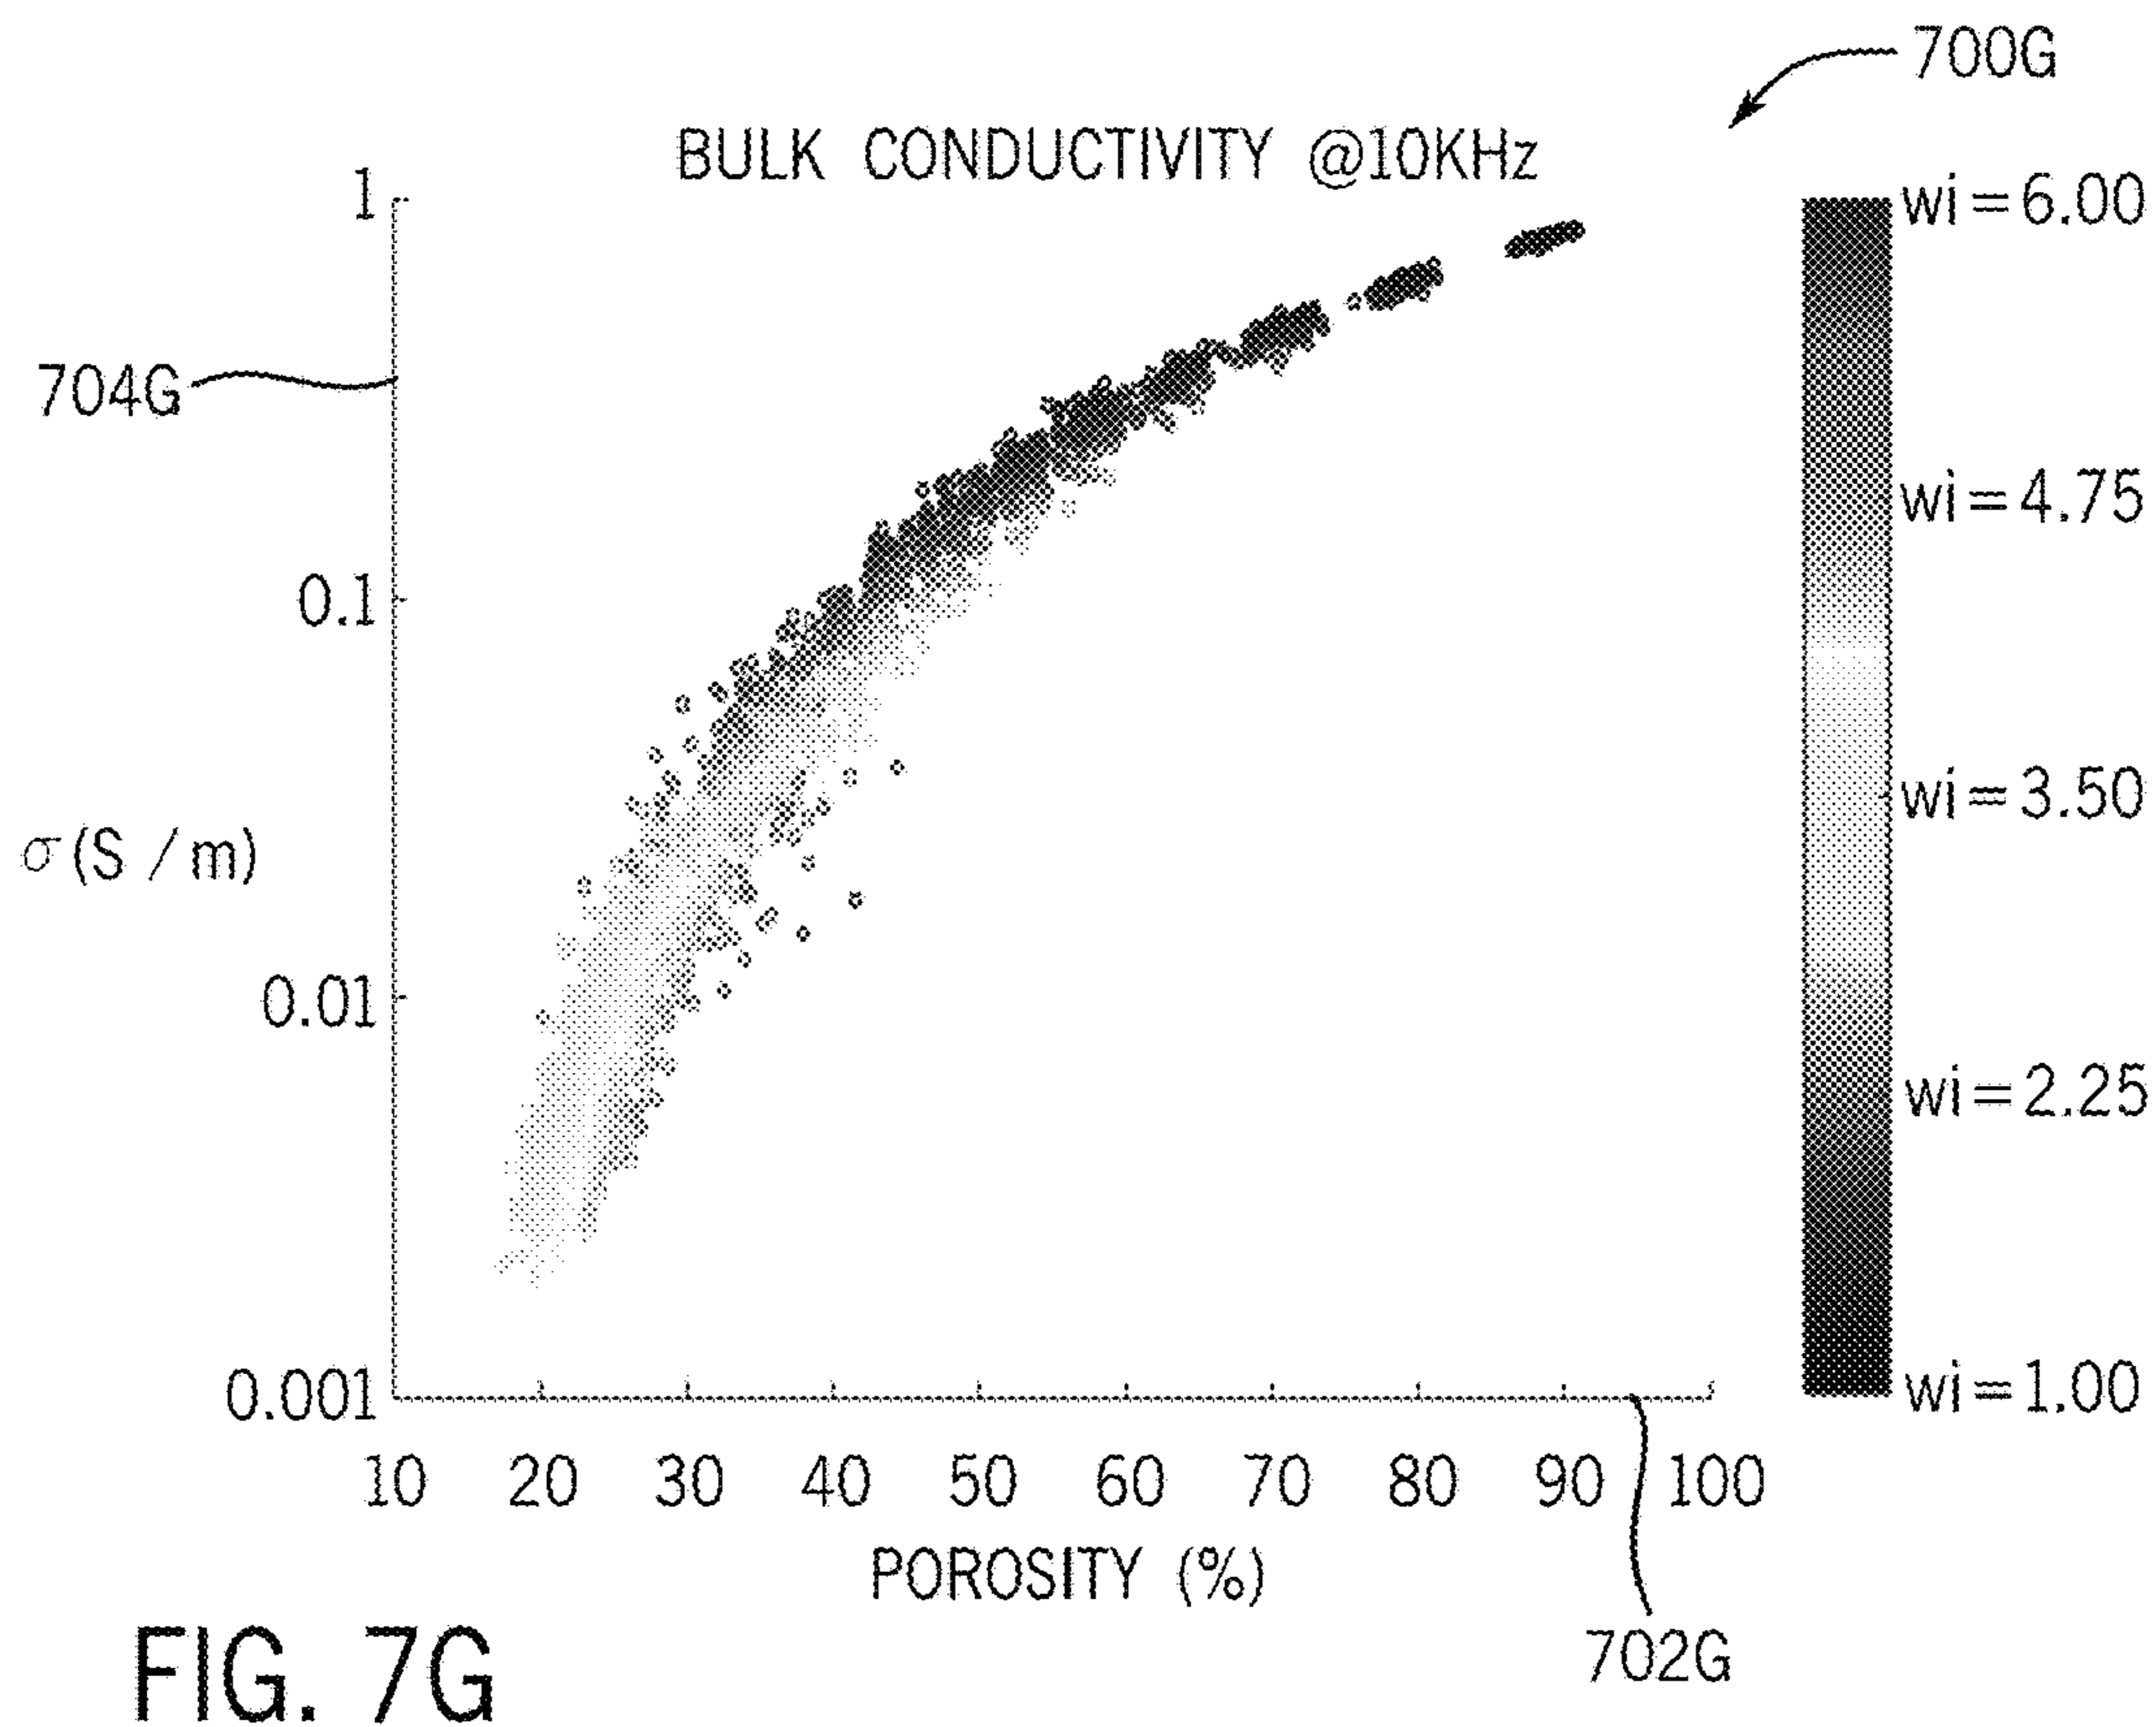 700G
BULK CONDUCTIVITY @10KHz
1
0.1
0.01
0.001
704G
σ(S / m)
10 20 30 40 50 60 70 80 90 100
POROSITY (%)
702G
wi=6.00
wi=4.75
wi=3.50
wi=2.25
wi=1.00
FIG. 7G